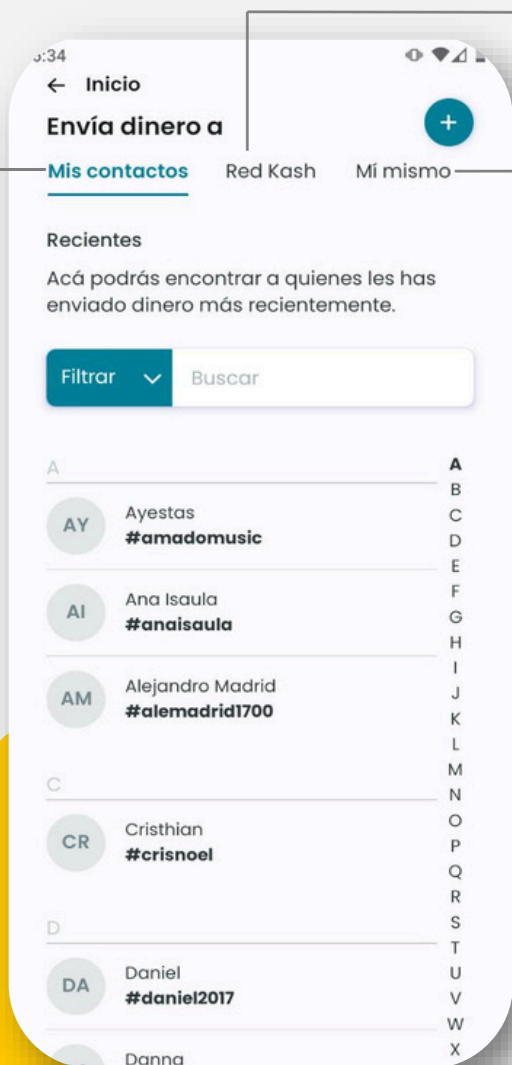 :34
← Inicio
Envía dinero a
+
Mis contactos Red Kash Mí mismo
Recientes
Acá podrás encontrar a quienes les has
enviado dinero más recientemente.
Filtrar Buscar
A
AY Ayestas
#amadomusic
AI Ana Isaula
#anaisaula
AM Alejandro Madrid
#alemadrid1700
C
CR Cristhian
#crisnoel
D
DA Daniel
#daniel2017
Danna
A
B
C
D
E
F
G
H
I
J
K
L
M
N
O
P
Q
R
S
T
U
V
W
X